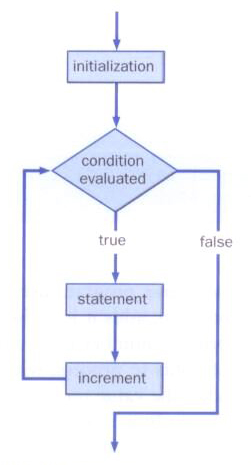 initialization
condition
evaluated
true
false
statement
increment